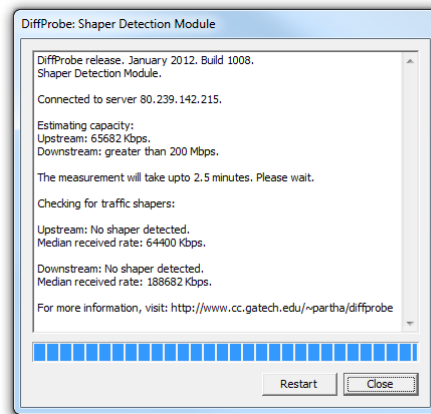 DiffProbe: Shaper Detection Module
DiffProbe release. January 2012. Build 1008.
Shaper Detection Module.
Connected to server 80.239.142.215.
Estimating capacity:
Upstream: 65682 Kbps.
Downstream: greater than 200 Mbps.
The measurement will take upto 2.5 minutes. Please wait.
Checking for traffic shapers:
Upstream: No shaper detected.
Median received rate: 64400 Kbps.
Downstream: No shaper detected.
Median received rate: 188682 Kbps.
For more information, visit: http://www.cc.gatech.edu/~partha/diffprobe
Restart Close